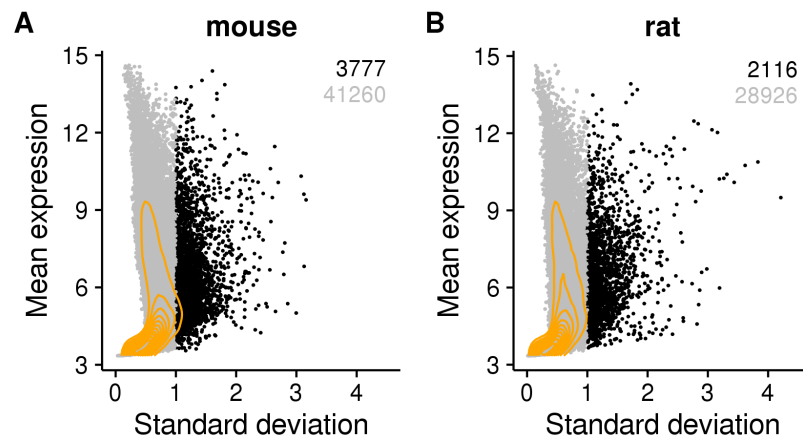 A
mouse
3777
41260
15
12
9
6
3
Mean expression
0 1 2 3 4
Standard deviation
B
rat
2116
28926
15
12
9
6
3
Mean expression
0 1 2 3 4
Standard deviation